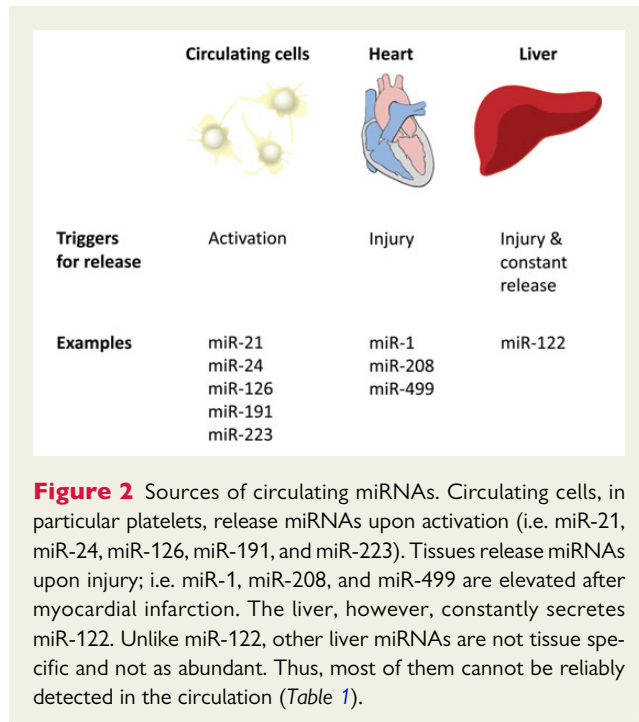 Circulating cells Heart Liver
Triggers Activation Injury Injury &
for release constant
release
Examples miR-21 miR-1 miR-122
miR-24 miR-208
miR-126 miR-499
miR-191
miR-223
Figure 2 Sources of circulating miRNAs. Circulating cells, in
particular platelets, release miRNAs upon activation (i.e. miR-21,
miR-24, miR-126, miR-191, and miR-223). Tissues release miRNAs
upon injury; i.e. miR-1, miR-208, and miR-499 are elevated after
myocardial infarction. The liver, however, constantly secretes
miR-122. Unlike miR-122, other liver miRNAs are not tissue spe-
cific and not as abundant. Thus, most of them cannot be reliably
detected in the circulation (Table 1).